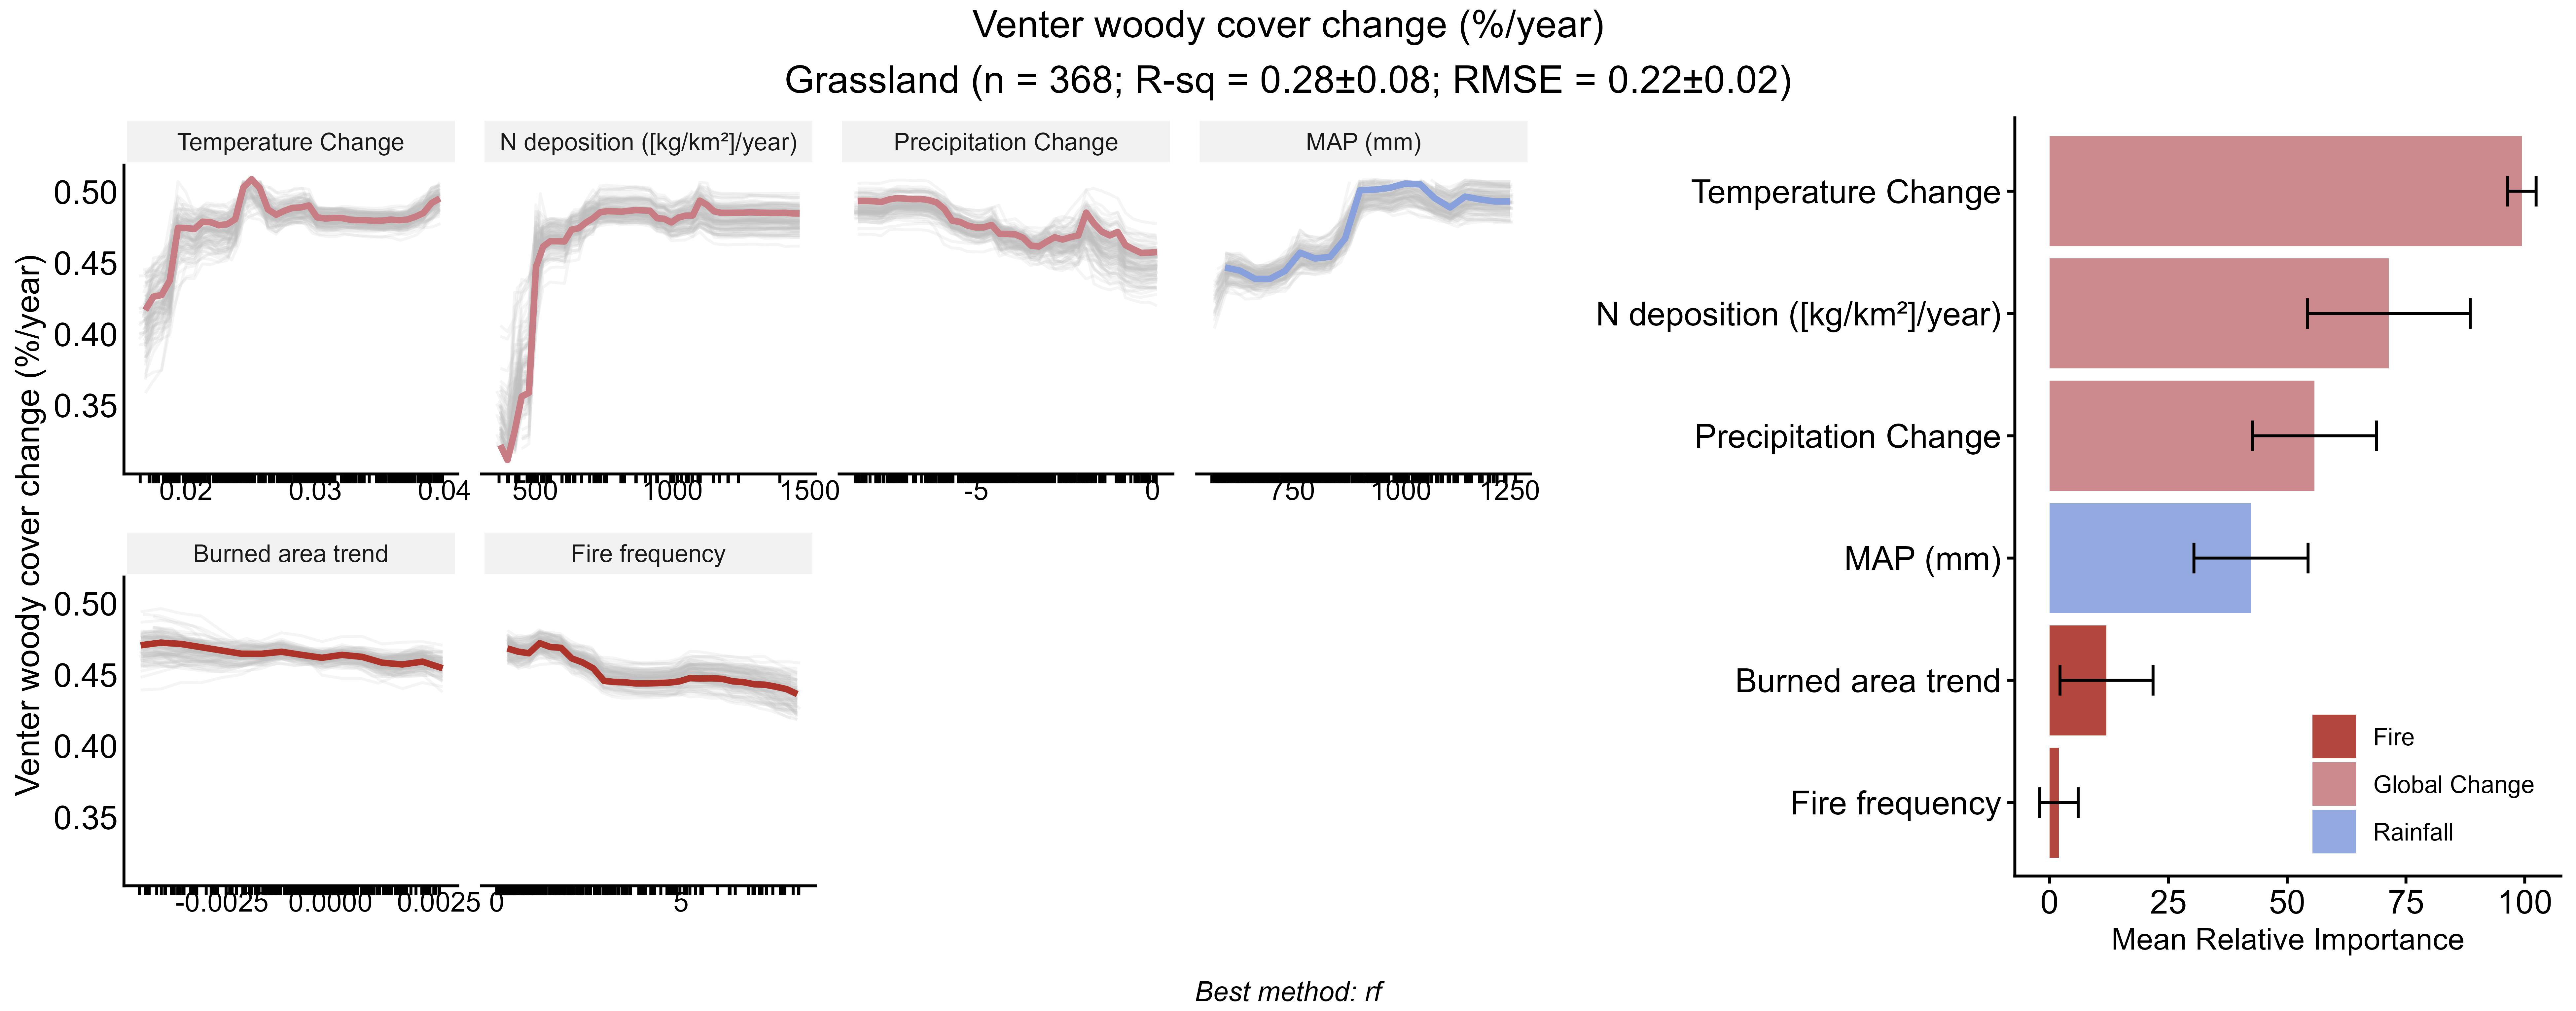 Venter woody cover change (%/year)
Grassland (n = 368; R-sq = 0.28±0.08; RMSE = 0.22±0.02)
Venter woody cover change (%/year)
Temperature Change
N deposition ([kg/km²]/year)
Precipitation Change
MAP (mm)
0.50
0.45
0.40
0.35
0.02 0.03 0.04
500 1000 1500
-5 0
750 1000 1250
Burned area trend
Fire frequency
0.50
0.45
0.40
0.35
-0.0025 0.0000 0.0025
0 5
Temperature Change
N deposition ([kg/km²]/year)
Precipitation Change
MAP (mm)
Burned area trend
Fire frequency
Fire
Global Change
Rainfall
0 25 50 75 100
Mean Relative Importance
Best method: rf